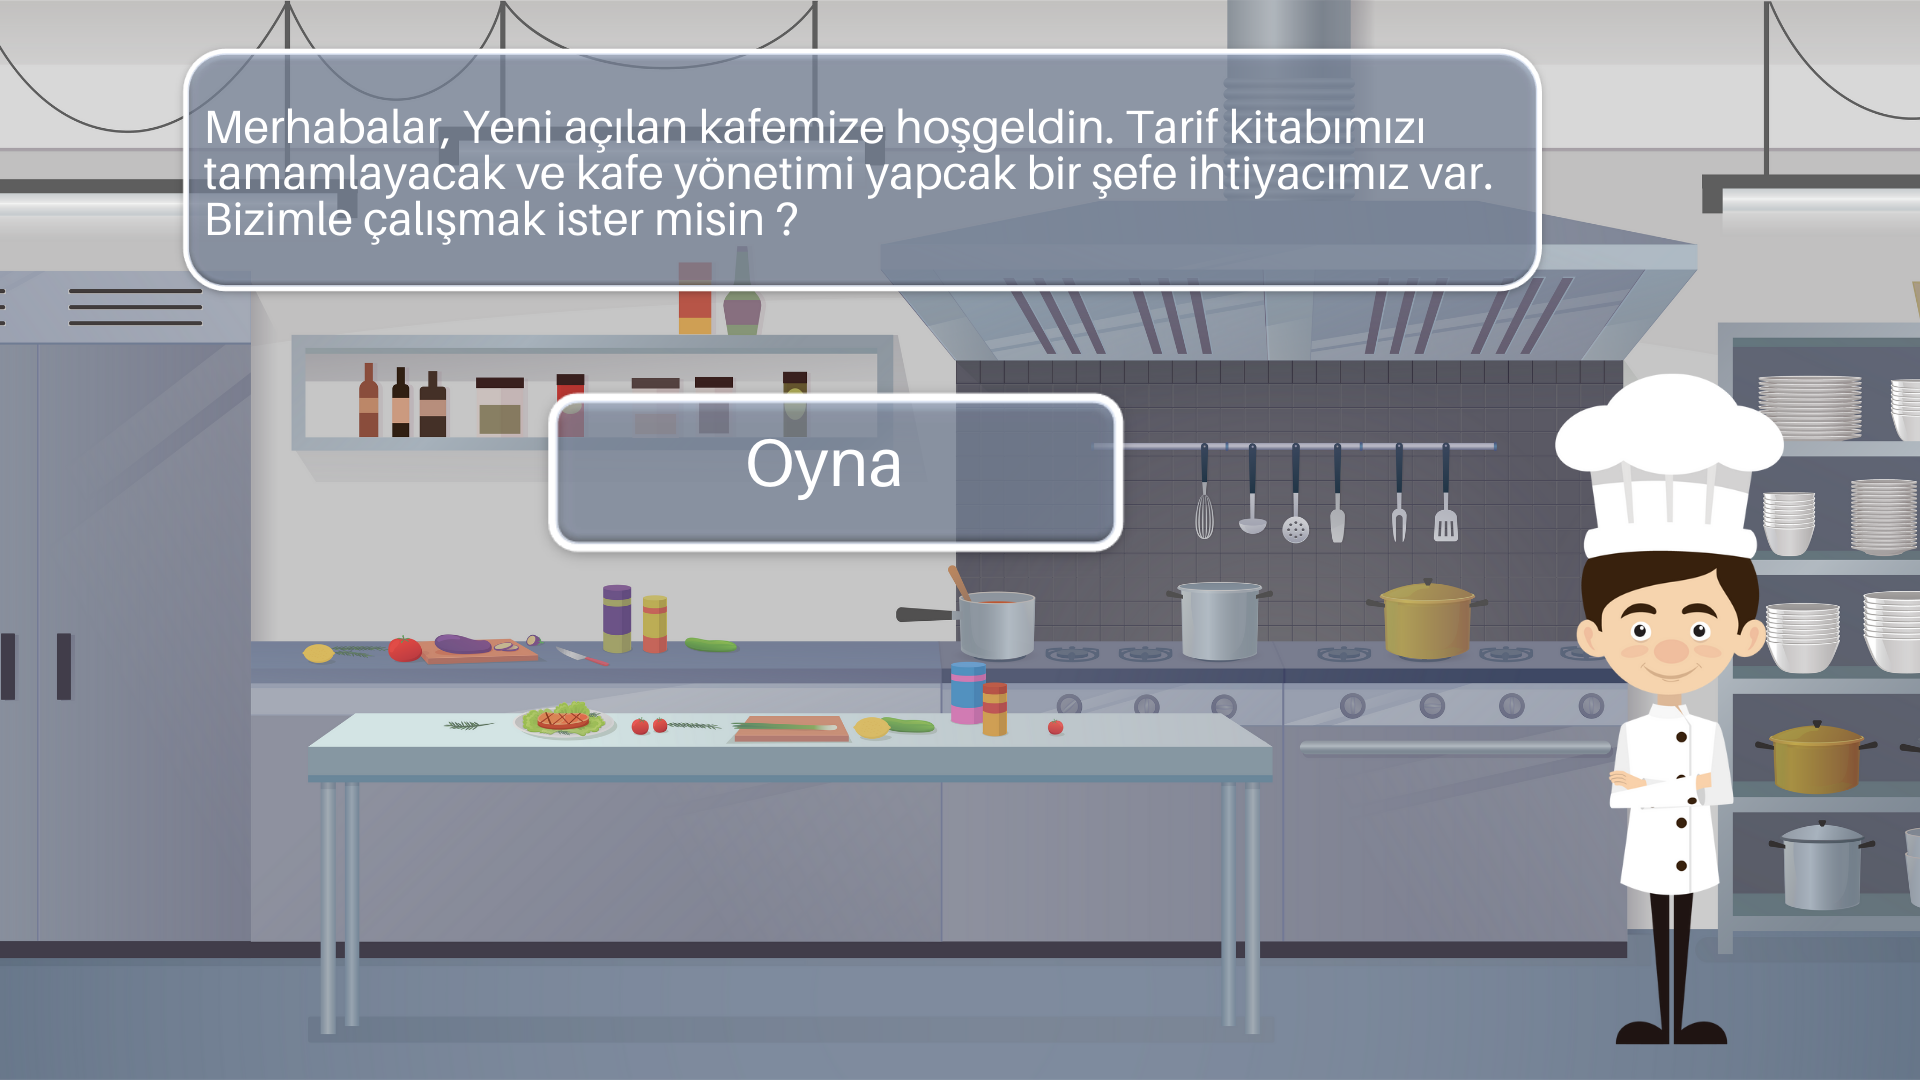 Merhabalar, Yeni açılan kafemize hoşgeldin. Tarif kitabımızı
tamamlayacak ve kafe yönetimi yapcak bir şefe ihtiyacımız var.
Bizimle çalışmak ister misin ?
Oyna